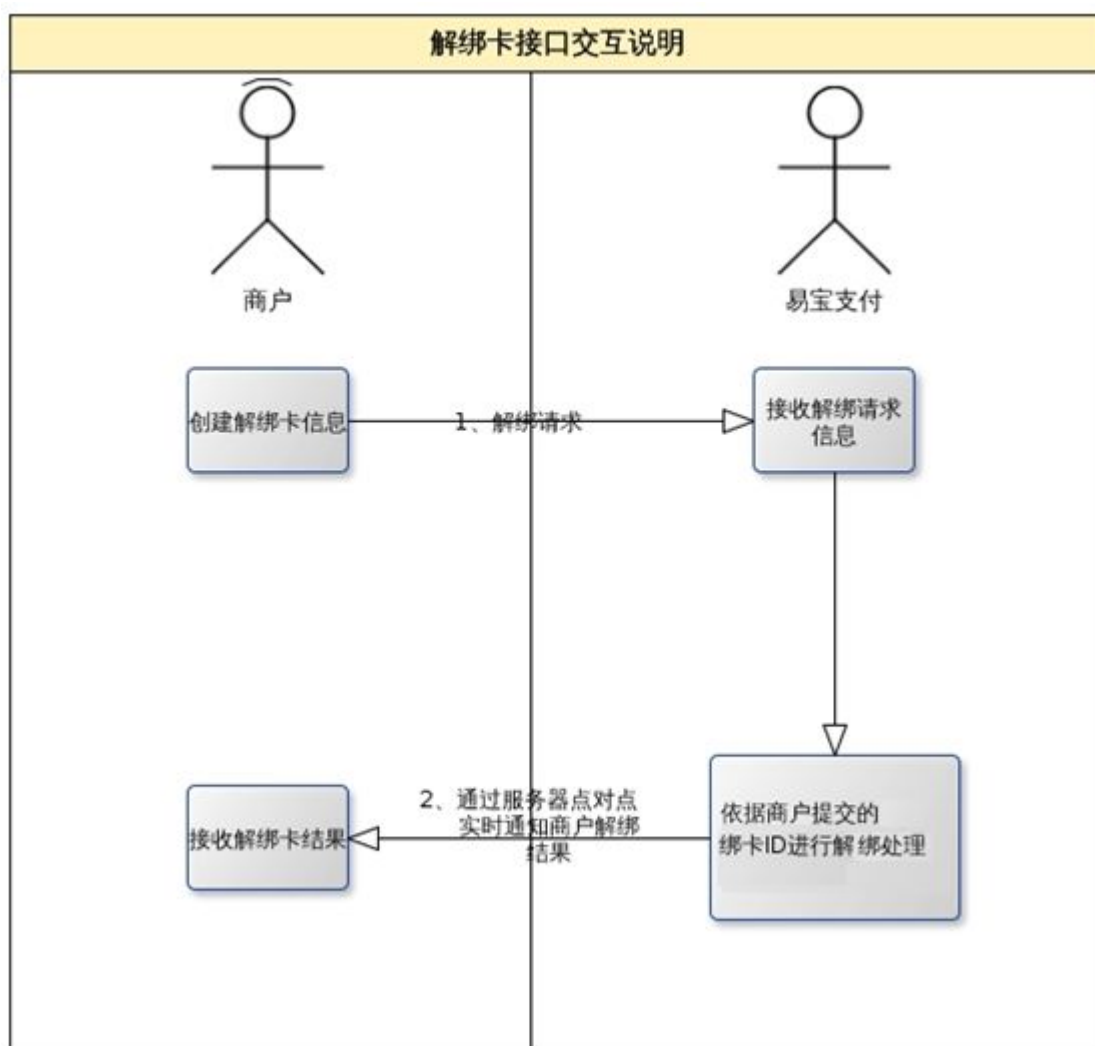 解绑卡接口交互说明
商户
易宝支付
创建解绑卡信息
1、解绑请求
接收解绑请求
信息
2、通过服务器点对点
实时通知商户解绑
结果
接收解绑卡结果
依据商户提交的
绑卡ID进行解绑处理